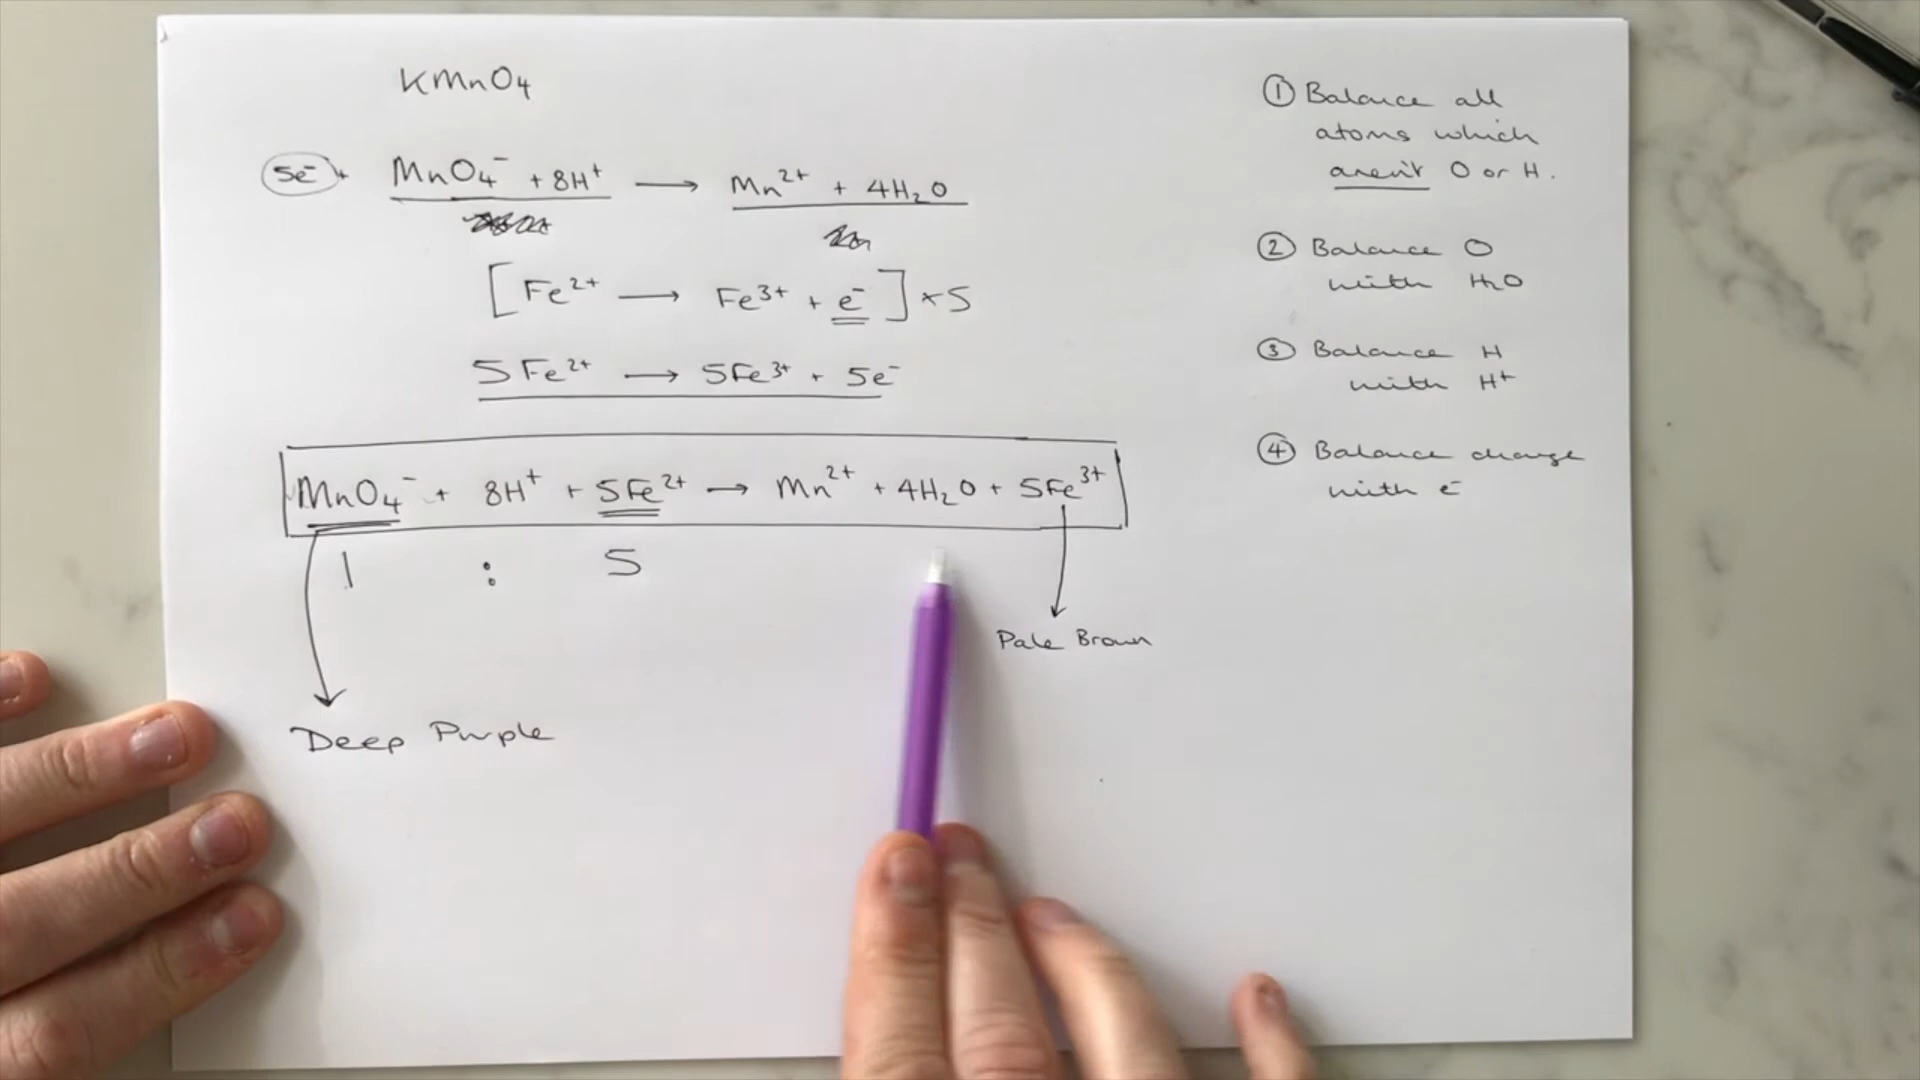 KMnO₄
5e⁻ + MnO₄⁻ + 8H⁺ ⟶ Mn²⁺ + 4H₂O
[Fe²⁺ ⟶ Fe³⁺ + e⁻] × 5
5Fe²⁺ ⟶ 5Fe³⁺ + 5e⁻
MnO₄⁻ + 8H⁺ + 5Fe²⁺ ⟶ Mn²⁺ + 4H₂O + 5Fe³⁺
1 : 5
Pale Brown
Deep Purple
① Balance all
atoms which
aren't O or H.
② Balance O
with H₂O
③ Balance H
with H⁺
④ Balance charge
with e⁻